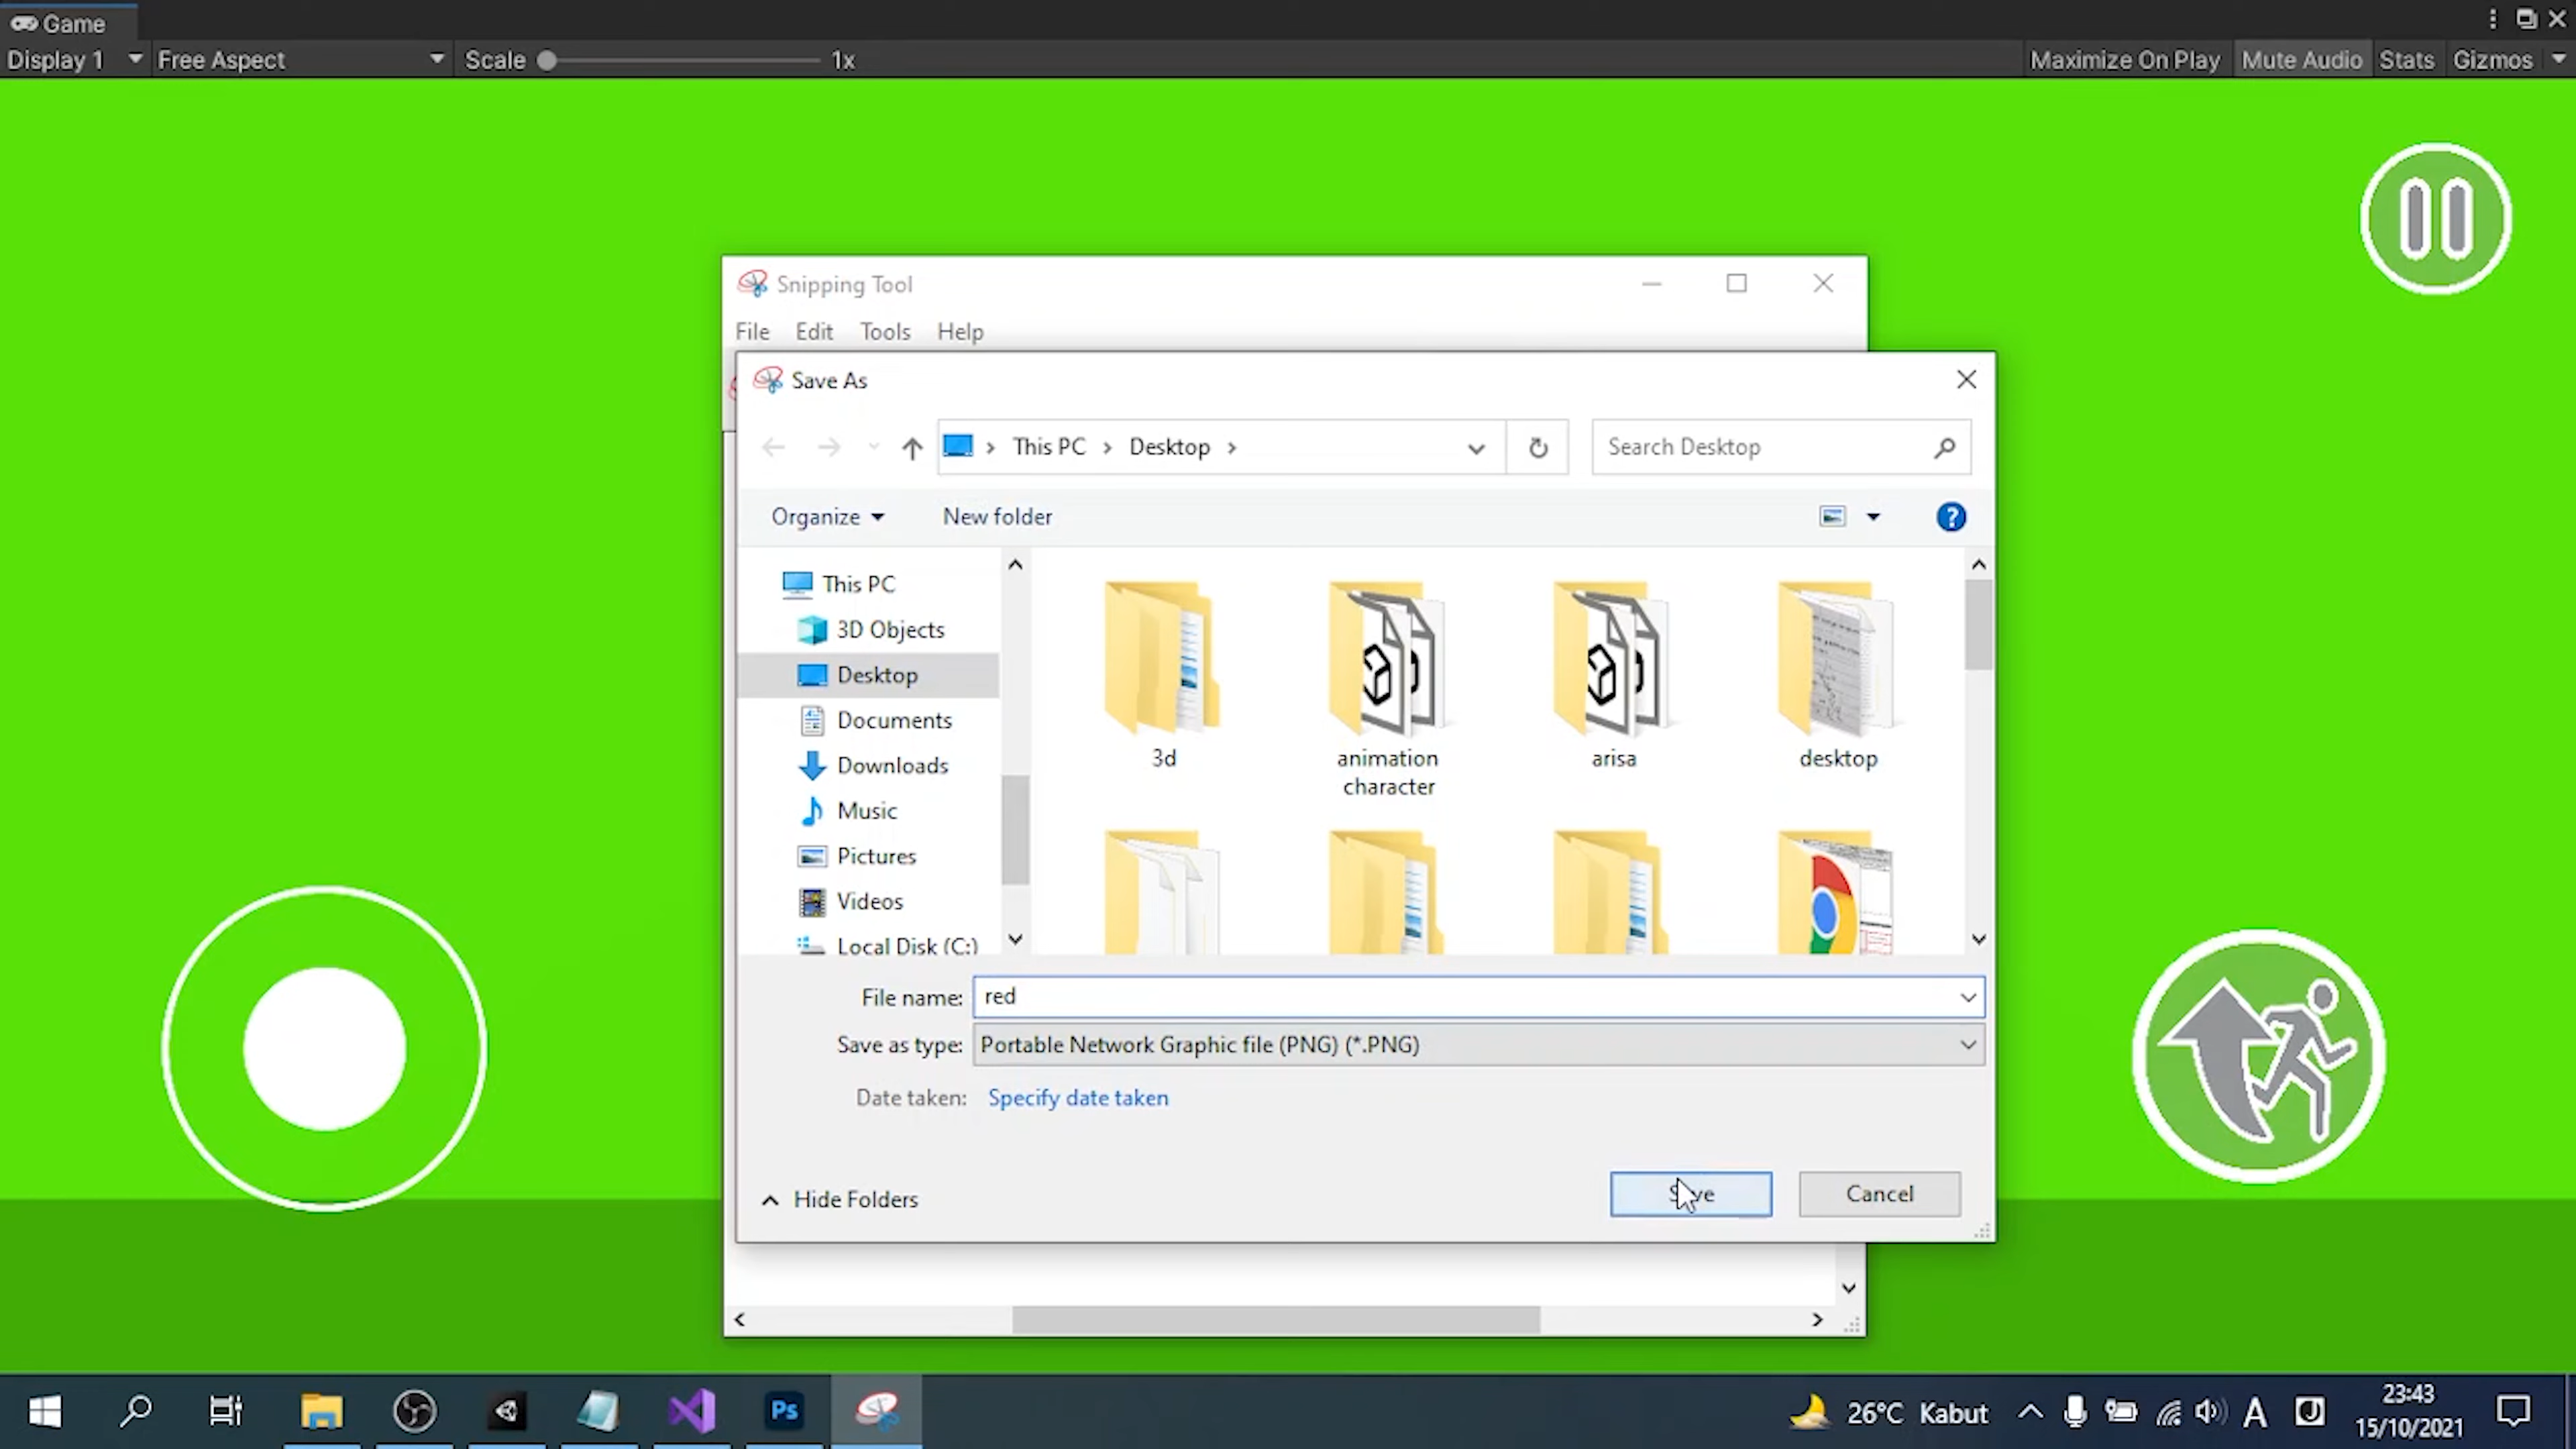 Game
Display 1
Free Aspect
Scale
1x
Maximize On Play
Mute Audio
Stats
Gizmos
Snipping Tool
File
Edit
Tools
Help
Save As
This PC
Desktop
Search Desktop
Organize
New folder
This PC
3D Objects
Desktop
Documents
Downloads
Music
Pictures
Videos
Local Disk (C:)
3d
animation
character
arisa
desktop
File name:
red
Save as type:
Portable Network Graphic file (PNG) (*.PNG)
Date taken:
Specify date taken
Hide Folders
Save
Cancel
Ps
26°C Kabut
A
J
23:43
15/10/2021